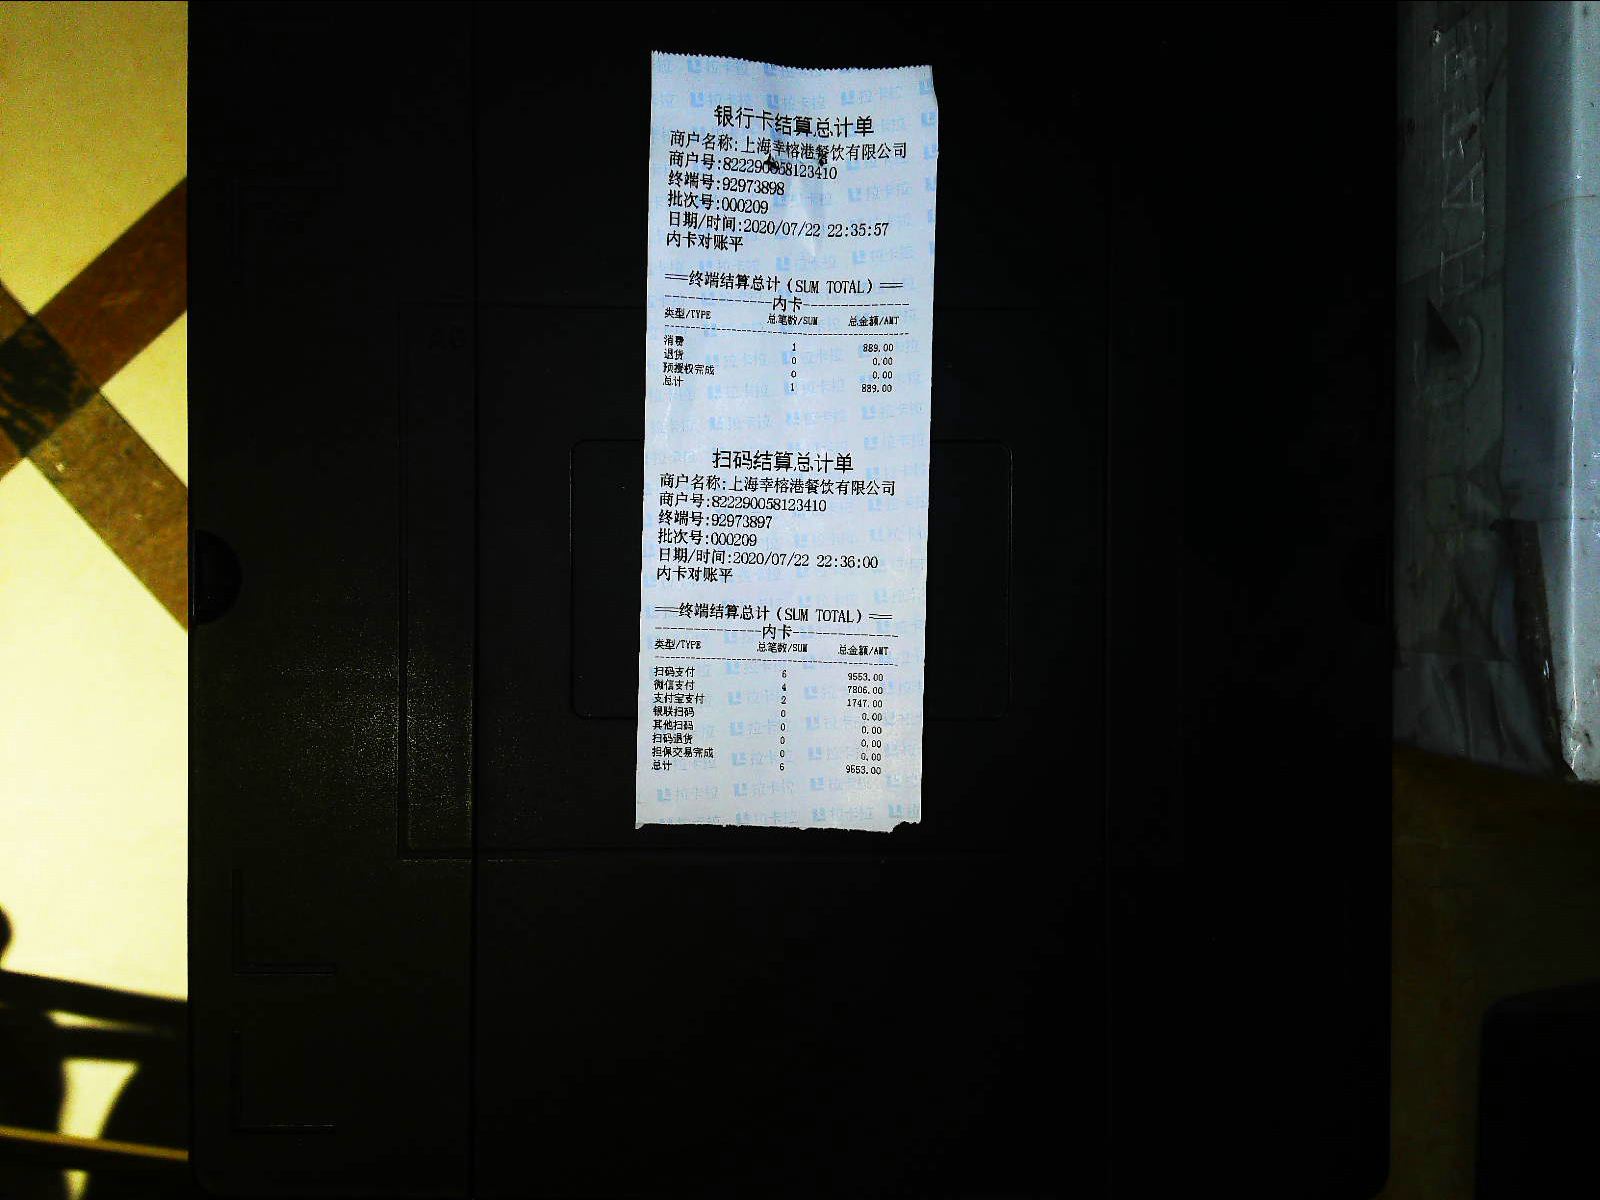 银行卡结算总计单
商户名称:上海幸榕港餐饮有限公司
商户号:822290058123410
终端号:92973898
批次号:000209
日期/时间:2020/07/22 22:35:57
内卡对账平
===终端结算总计(SUM TOTAL)===
----------------内卡----------------
类型/TYPE 总笔数/SUM 总金额/AMT
消费 1 889.00
退货 0 0.00
预授权完成 0 0.00
总计 1 889.00
扫码结算总计单
商户名称:上海幸榕港餐饮有限公司
商户号:822290058123410
终端号:92973897
批次号:000209
日期/时间:2020/07/22 22:36:00
内卡对账平
===终端结算总计(SUM TOTAL)===
----------------内卡----------------
类型/TYPE 总笔数/SUM 总金额/AMT
扫码支付 6 9553.00
微信支付 4 7806.00
支付宝支付 2 1747.00
银联扫码 0 0.00
其他扫码 0 0.00
扫码退货 0 0.00
担保交易完成 0 0.00
总计 6 9553.00
拉卡拉